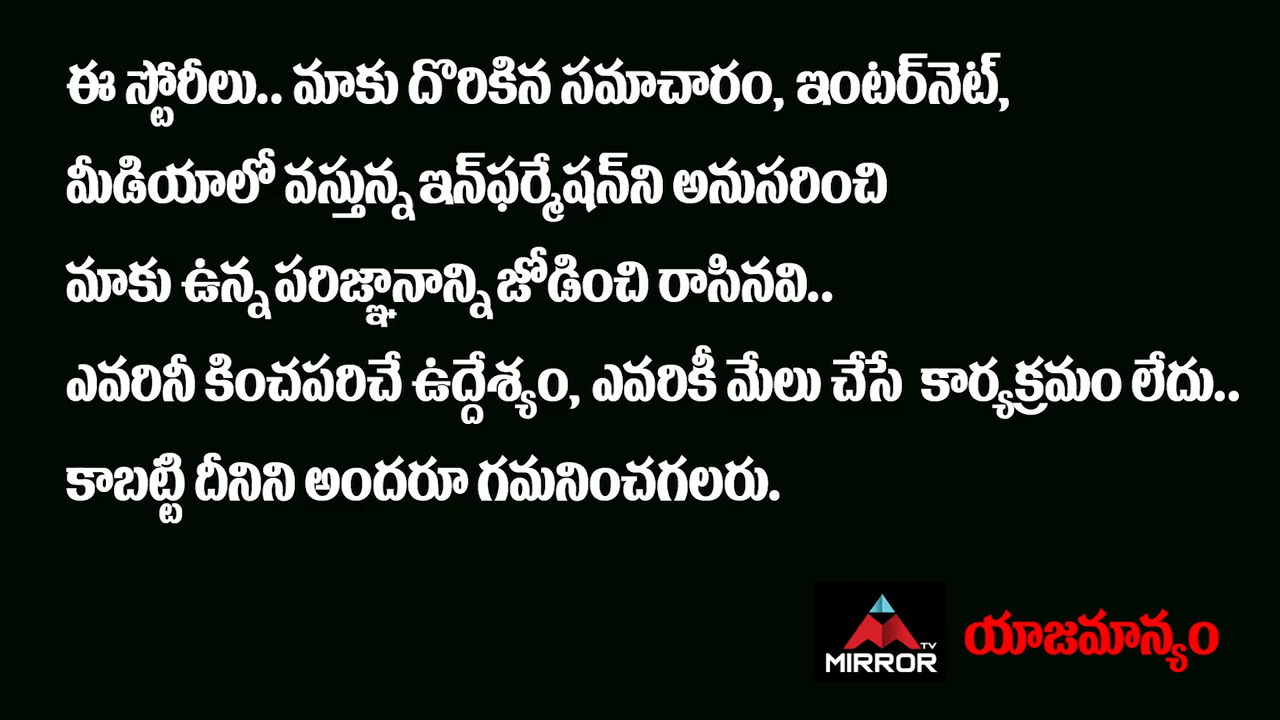 ఈ స్టోరీలు.. మాకు దొరికిన సమాచారం, ఇంటర్‌నెట్,
మీడియాలో వస్తున్న ఇన్‌ఫర్మేషన్‌ని అనుసరించి
మాకు ఉన్న పరిజ్ఞానాన్ని జోడించి రాసినవి..
ఎవరినీ కించపరిచే ఉద్దేశ్యం, ఎవరికీ మేలు చేసే కార్యక్రమం లేదు..
కాబట్టి దీనిని అందరూ గమనించగలరు.
MIRROR TV యాజమాన్యం